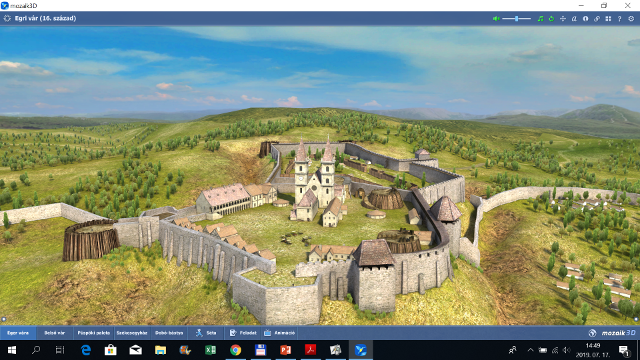 mozaik3D
Egri vár (16. század)
Egri vára Belső vár Püspöki palota Székesegyház Dobó bástya Séta Feladat Animáció mozaik3D
14:49
2019. 07. 17.